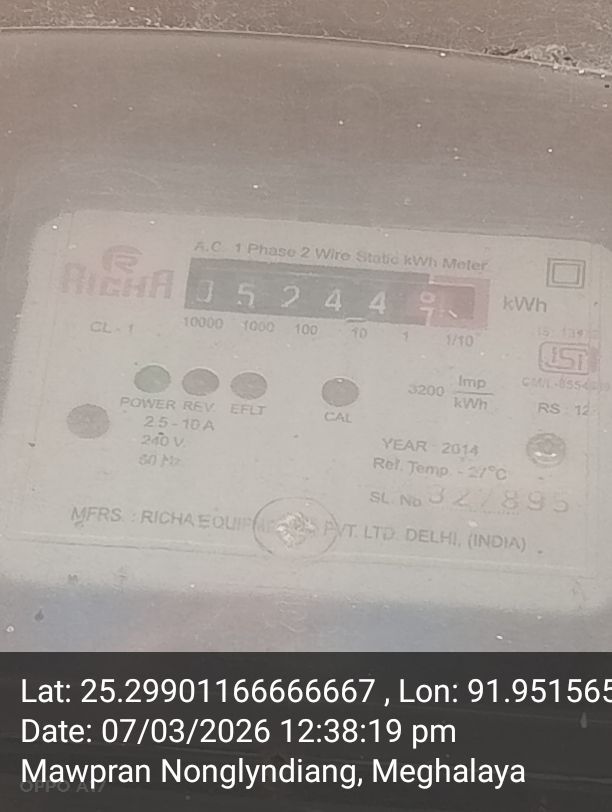 A.C. 1 Phase 2 Wire Static kWh Meter
RICHA
0 5 2 4 4
kWh
10000 1000 100 10 1 1/10
CL - 1
ISI
3200 Imp/kWh
POWER REV EFLT
CAL
RS : 12
2.5 - 10 A
240 V.
50 Hz
YEAR : 2014
Ref. Temp. - 27°C
SL. No. 327895
MFRS. : RICHA PVT. LTD. DELHI, (INDIA)
Lat: 25.29901166666667 , Lon: 91.951565
Date: 07/03/2026 12:38:19 pm
Mawpran Nonglyndiang, Meghalaya
OPPO